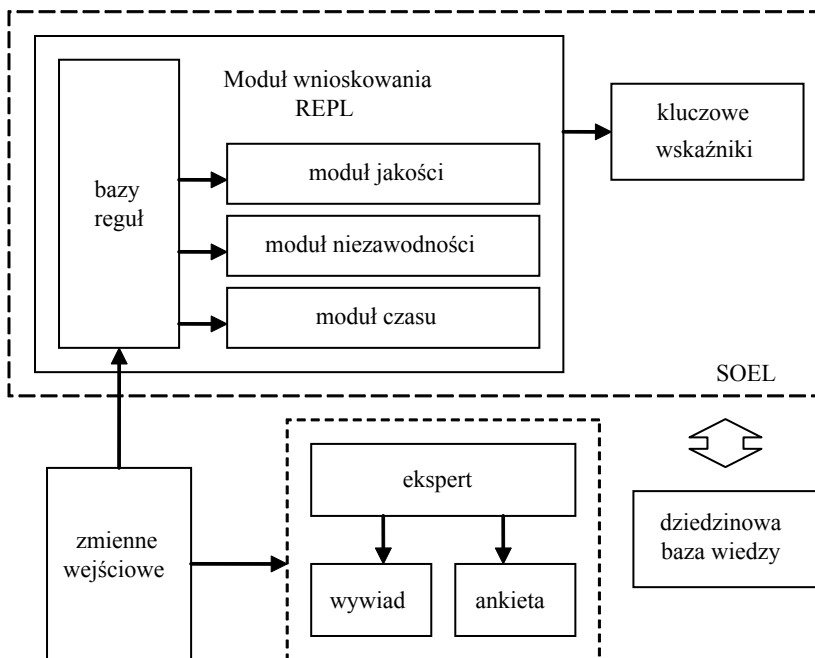 Moduł wnioskowania
REPL
bazy
reguł
moduł jakości
moduł niezawodności
moduł czasu
kluczowe
wskaźniki
SOEL
zmienne
wejściowe
ekspert
wywiad
ankieta
dziedzinowa
baza wiedzy